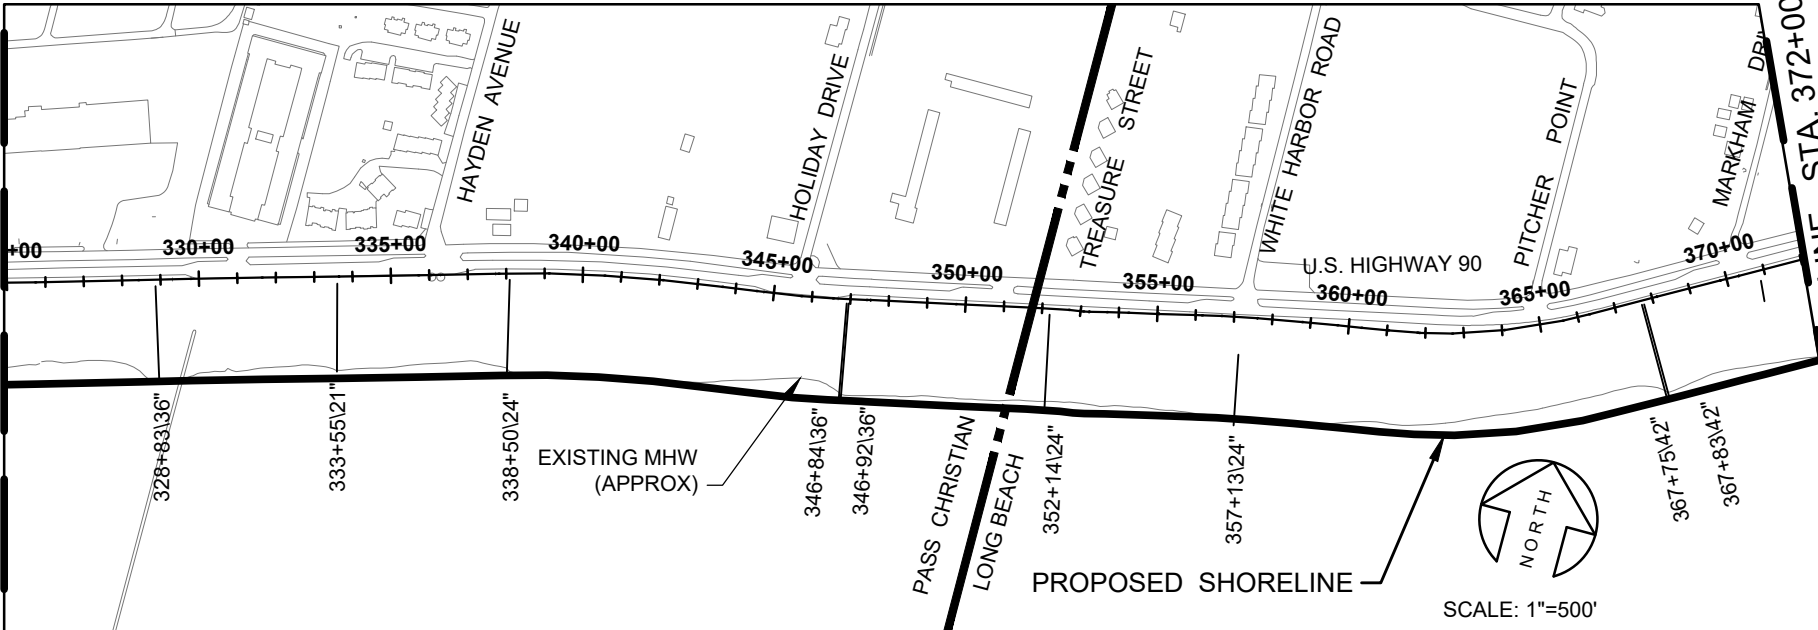 HAYDEN AVENUE
HOLIDAY DRIVE
TREASURE STREET
WHITE HARBOR ROAD
PITCHER POINT
MARKHAM
STA. 372+00
+00
330+00
335+00
340+00
345+00
350+00
355+00
U.S. HIGHWAY 90
360+00
365+00
370+00
328+83\36"
333+55\21"
338+50\24"
EXISTING MHW
(APPROX)
346+84\36"
346+92\36"
PASS CHRISTIAN
LONG BEACH
352+14\24"
357+13\24"
367+75\42"
367+83\42"
PROPOSED SHORELINE
NORTH
SCALE: 1"=500'